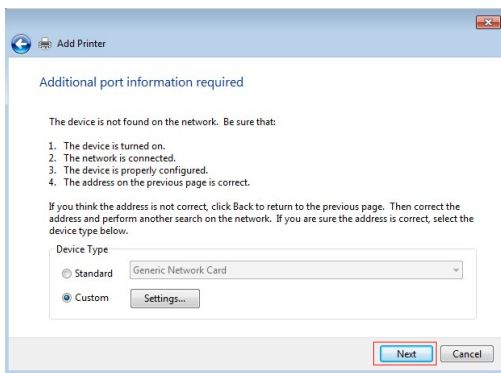 Add Printer
Additional port information required
The device is not found on the network. Be sure that:
1. The device is turned on.
2. The network is connected.
3. The device is properly configured.
4. The address on the previous page is correct.
If you think the address is not correct, click Back to return to the previous page. Then correct the
address and perform another search on the network. If you are sure the address is correct, select the
device type below.
Device Type
Standard Generic Network Card
Custom Settings...
Next Cancel